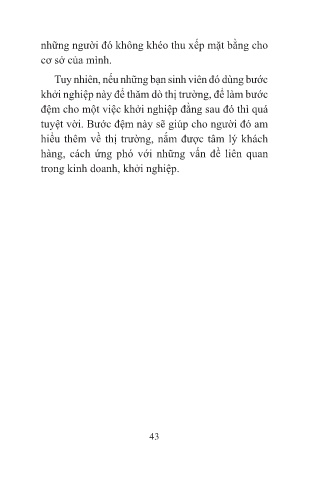 những người đó không khéo thu xếp mặt bằng cho
cơ sở của mình.
Tuy nhiên, nếu những bạn sinh viên đó dùng bước
khởi nghiệp này để thăm dò thị trường, để làm bước
đệm cho một việc khởi nghiệp đằng sau đó thì quá
tuyệt vời. Bước đệm này sẽ giúp cho người đó am
hiểu thêm về thị trường, nắm được tâm lý khách
hàng, cách ứng phó với những vấn đề liên quan
trong kinh doanh, khởi nghiệp.
43